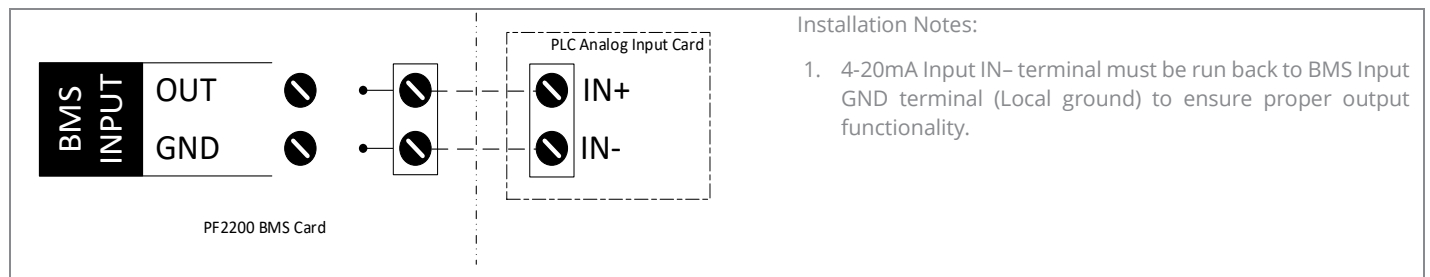 BMS
INPUT
OUT
GND
PF2200 BMS Card
PLC Analog Input Card
IN+
IN-
Installation Notes:
1. 4-20mA Input IN– terminal must be run back to BMS Input
GND terminal (Local ground) to ensure proper output
functionality.